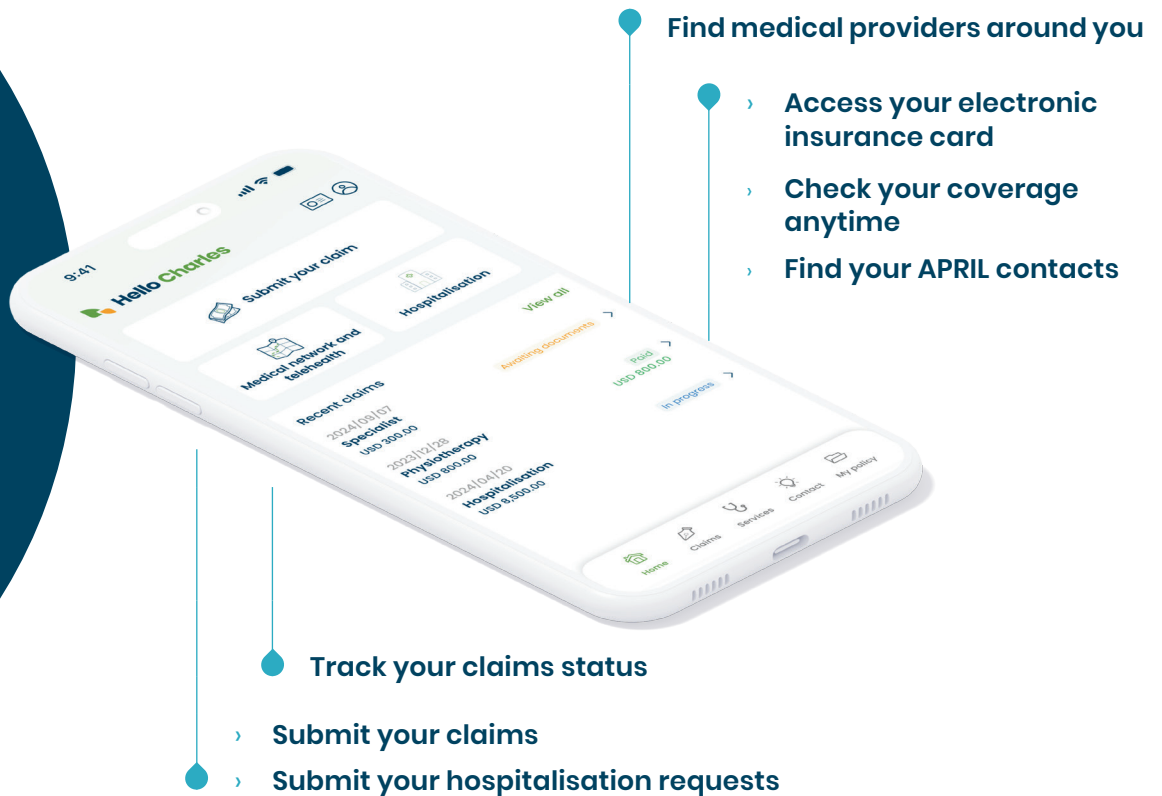 Find medical providers around you
› Access your electronic
insurance card
› Check your coverage
anytime
› Find your APRIL contacts
9:41
Hello Charles
Submit your claim
Medical network and
telehealth
Hospitalisation
Recent claims
View all
2024/09/07
Specialist
USD 300.00
Awaiting documents
2023/12/28
Physiotherapy
USD 800.00
Paid
USD 800.00
2024/04/20
Hospitalisation
USD 8,500.00
In progress
Home
Claims
Services
Contact
My policy
Track your claims status
› Submit your claims
› Submit your hospitalisation requests